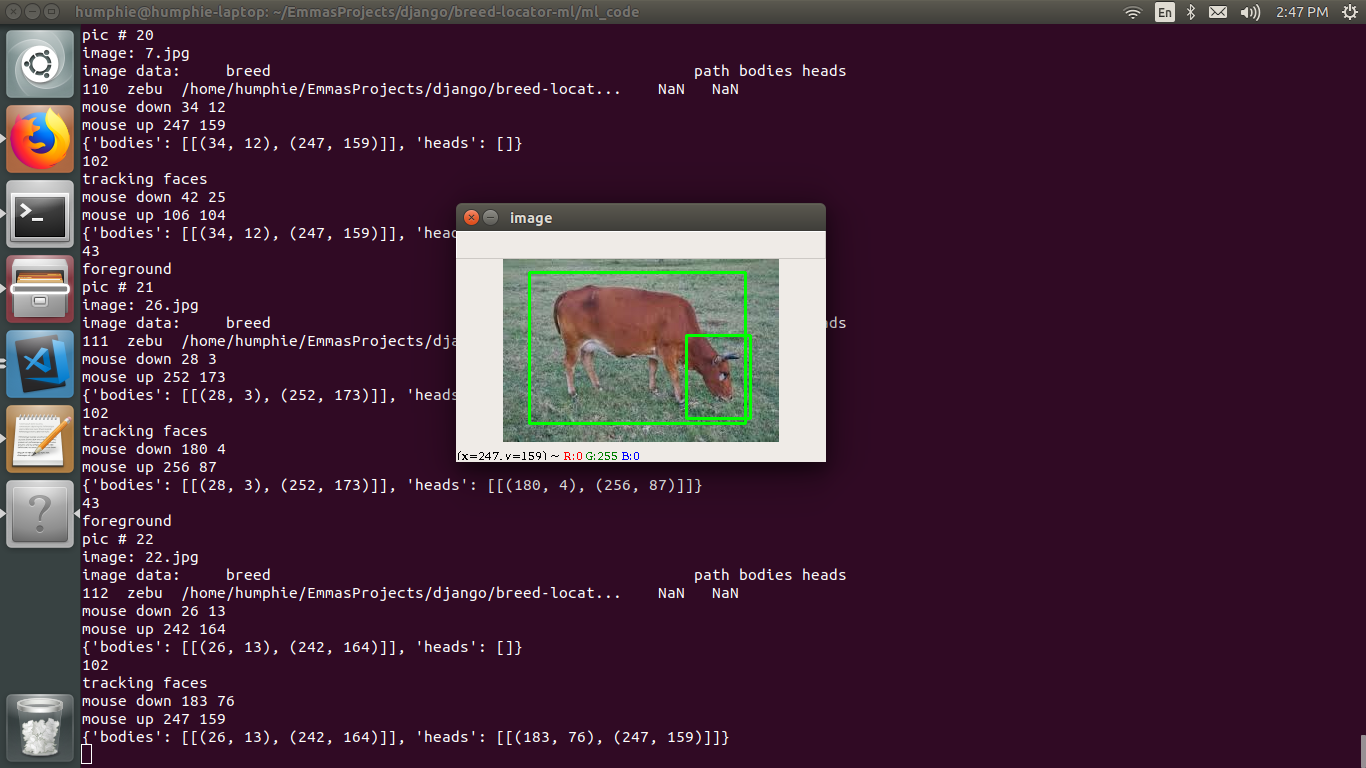 humphie@humphie-laptop: ~/EmmasProjects/django/breed-locator-ml/ml_code
En
2:47 PM
pic # 20
image: 7.jpg
image data:     breed                                               path bodies heads
110  zebu  /home/humphie/EmmasProjects/django/breed-locat...    NaN   NaN
mouse down 34 12
mouse up 247 159
{'bodies': [[(34, 12), (247, 159)]], 'heads': []}
102
tracking faces
mouse down 42 25
mouse up 106 104
{'bodies': [[(34, 12), (247, 159)]], 'hea
43
foreground
pic # 21
image: 26.jpg
image data:     breed ds
111  zebu  /home/humphie/EmmasProjects/dja
mouse down 28 3
mouse up 252 173
{'bodies': [[(28, 3), (252, 173)]], 'heads
102
tracking faces
mouse down 180 4
mouse up 256 87
{'bodies': [[(28, 3), (252, 173)]], 'heads': [[(180, 4), (256, 87)]]}
43
foreground
pic # 22
image: 22.jpg
image data:     breed                                               path bodies heads
112  zebu  /home/humphie/EmmasProjects/django/breed-locat...    NaN   NaN
mouse down 26 13
mouse up 242 164
{'bodies': [[(26, 13), (242, 164)]], 'heads': []}
102
tracking faces
mouse down 183 76
mouse up 247 159
{'bodies': [[(26, 13), (242, 164)]], 'heads': [[(183, 76), (247, 159)]]}
image
(x=247, y=159) ~ R:0 G:255 B:0